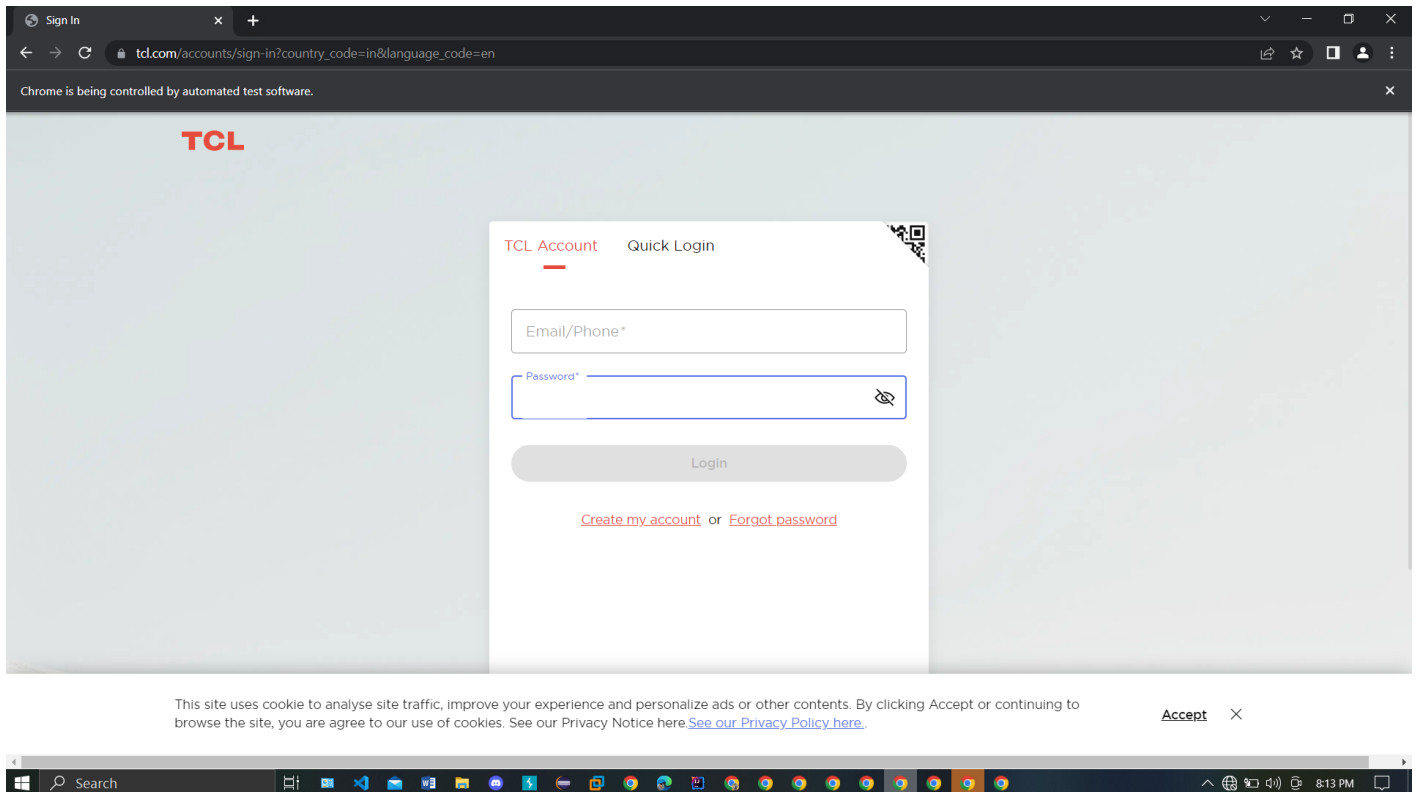 Sign In
tcl.com/accounts/sign-in?country_code=in&language_code=en
Chrome is being controlled by automated test software.
TCL
TCL Account Quick Login
Email/Phone*
Password*
Login
Create my account or Forgot password
This site uses cookie to analyse site traffic, improve your experience and personalize ads or other contents. By clicking Accept or continuing to
browse the site, you are agree to our use of cookies. See our Privacy Notice here.See our Privacy Policy here..
Accept
Search
8:13 PM